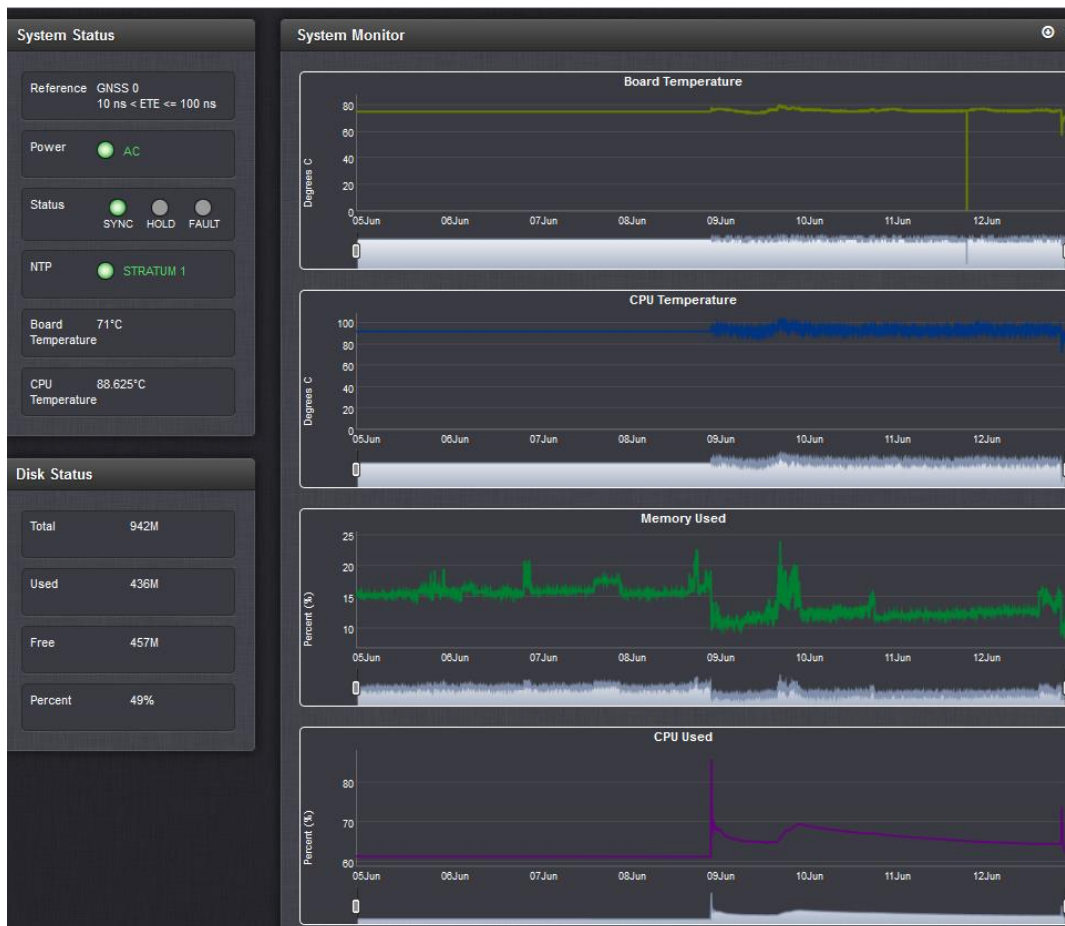 System Status
Reference GNSS 0
10 ns < ETE <= 100 ns
Power AC
Status
SYNC HOLD FAULT
NTP STRATUM 1
Board 71°C
Temperature
CPU 88.625°C
Temperature
Disk Status
Total 942M
Used 436M
Free 457M
Percent 49%
System Monitor
Board Temperature
Degrees C
80
60
40
20
0
05Jun 06Jun 07Jun 08Jun 09Jun 10Jun 11Jun 12Jun
CPU Temperature
Degrees C
100
80
60
40
20
0
05Jun 06Jun 07Jun 08Jun 09Jun 10Jun 11Jun 12Jun
Memory Used
Percent (%)
25
20
15
10
05Jun 06Jun 07Jun 08Jun 09Jun 10Jun 11Jun 12Jun
CPU Used
Percent (%)
80
70
60
05Jun 06Jun 07Jun 08Jun 09Jun 10Jun 11Jun 12Jun